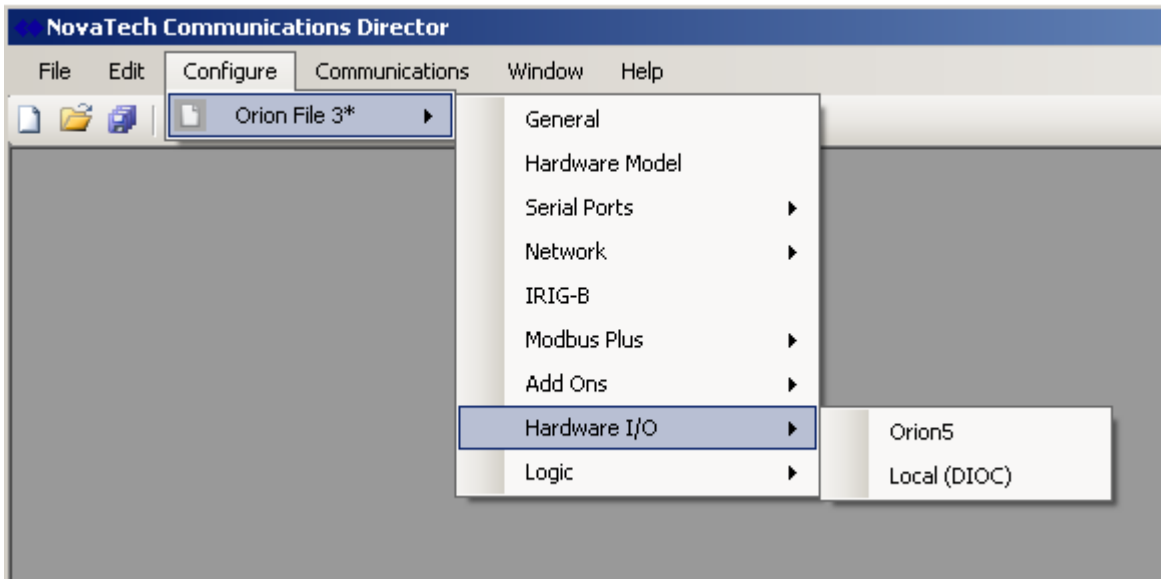 NovaTech Communications Director
File Edit Configure Communications Window Help
Orion File 3*
General
Hardware Model
Serial Ports
Network
IRIG-B
Modbus Plus
Add Ons
Hardware I/O
Orion5
Logic
Local (DIOC)